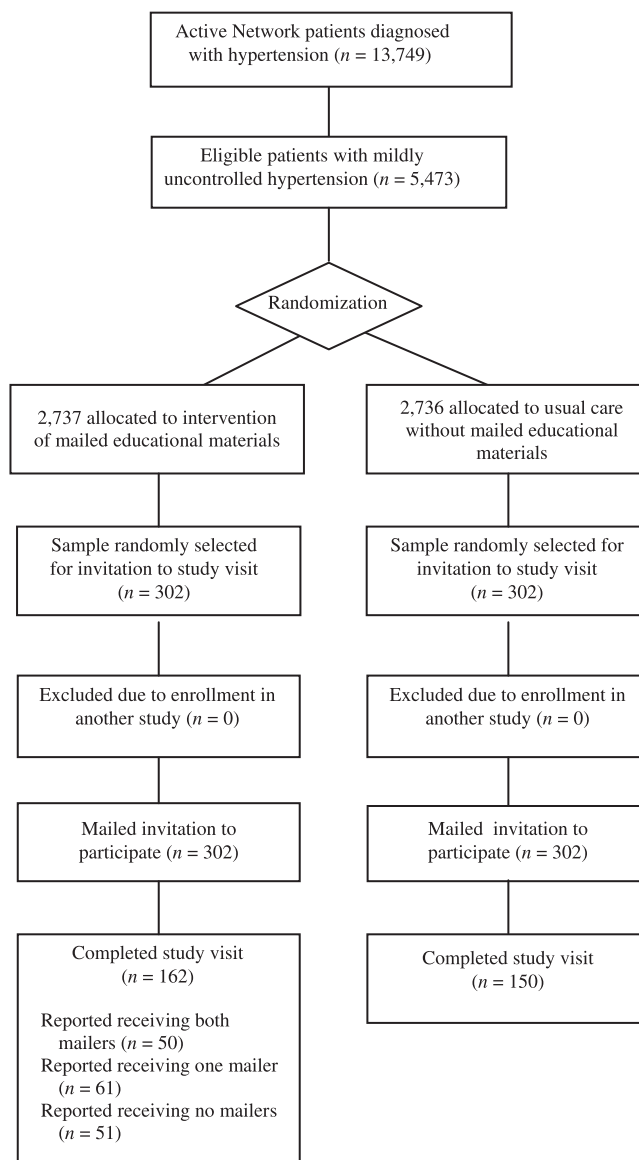 Active Network patients diagnosed
with hypertension (n = 13,749)
Eligible patients with mildly
uncontrolled hypertension (n = 5,473)
Randomization
2,737 allocated to intervention
of mailed educational materials
2,736 allocated to usual care
without mailed educational
materials
Sample randomly selected
for invitation to study visit
(n = 302)
Sample randomly selected for
invitation to study visit
(n = 302)
Excluded due to enrollment in
another study (n = 0)
Excluded due to enrollment in
another study (n = 0)
Mailed invitation to
participate (n = 302)
Mailed invitation to
participate (n = 302)
Completed study visit
(n = 162)
Reported receiving both
mailers (n = 50)
Reported receiving one mailer
(n = 61)
Reported receiving no mailers
(n = 51)
Completed study visit
(n = 150)